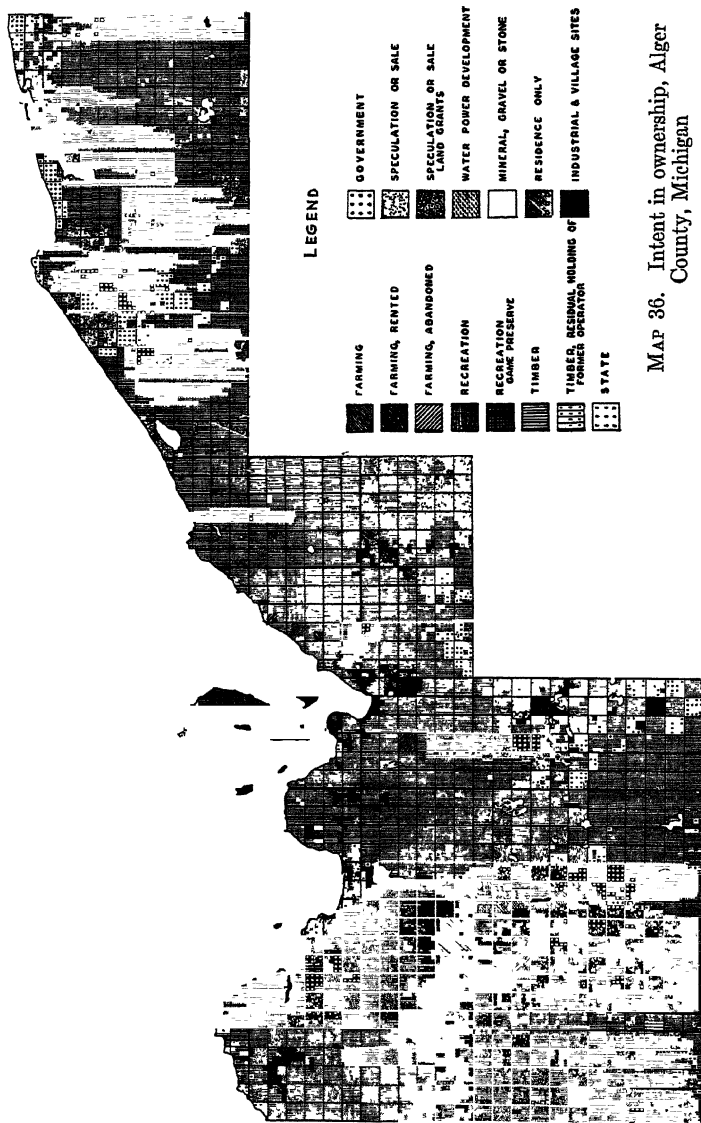 LEGEND
FARMING
FARMING, RENTED
FARMING, ABANDONED
RECREATION
RECREATION
GAME PRESERVE
TIMBER
TIMBER, RESIDUAL HOLDING OF
FORMER OPERATOR
STATE
GOVERNMENT
SPECULATION OR SALE
SPECULATION OR SALE
LAND GRANTS
WATER POWER DEVELOPMENT
MINERAL, GRAVEL OR STONE
RESIDENCE ONLY
INDUSTRIAL & VILLAGE SITES
MAP 36. Intent in ownership, Alger
County, Michigan